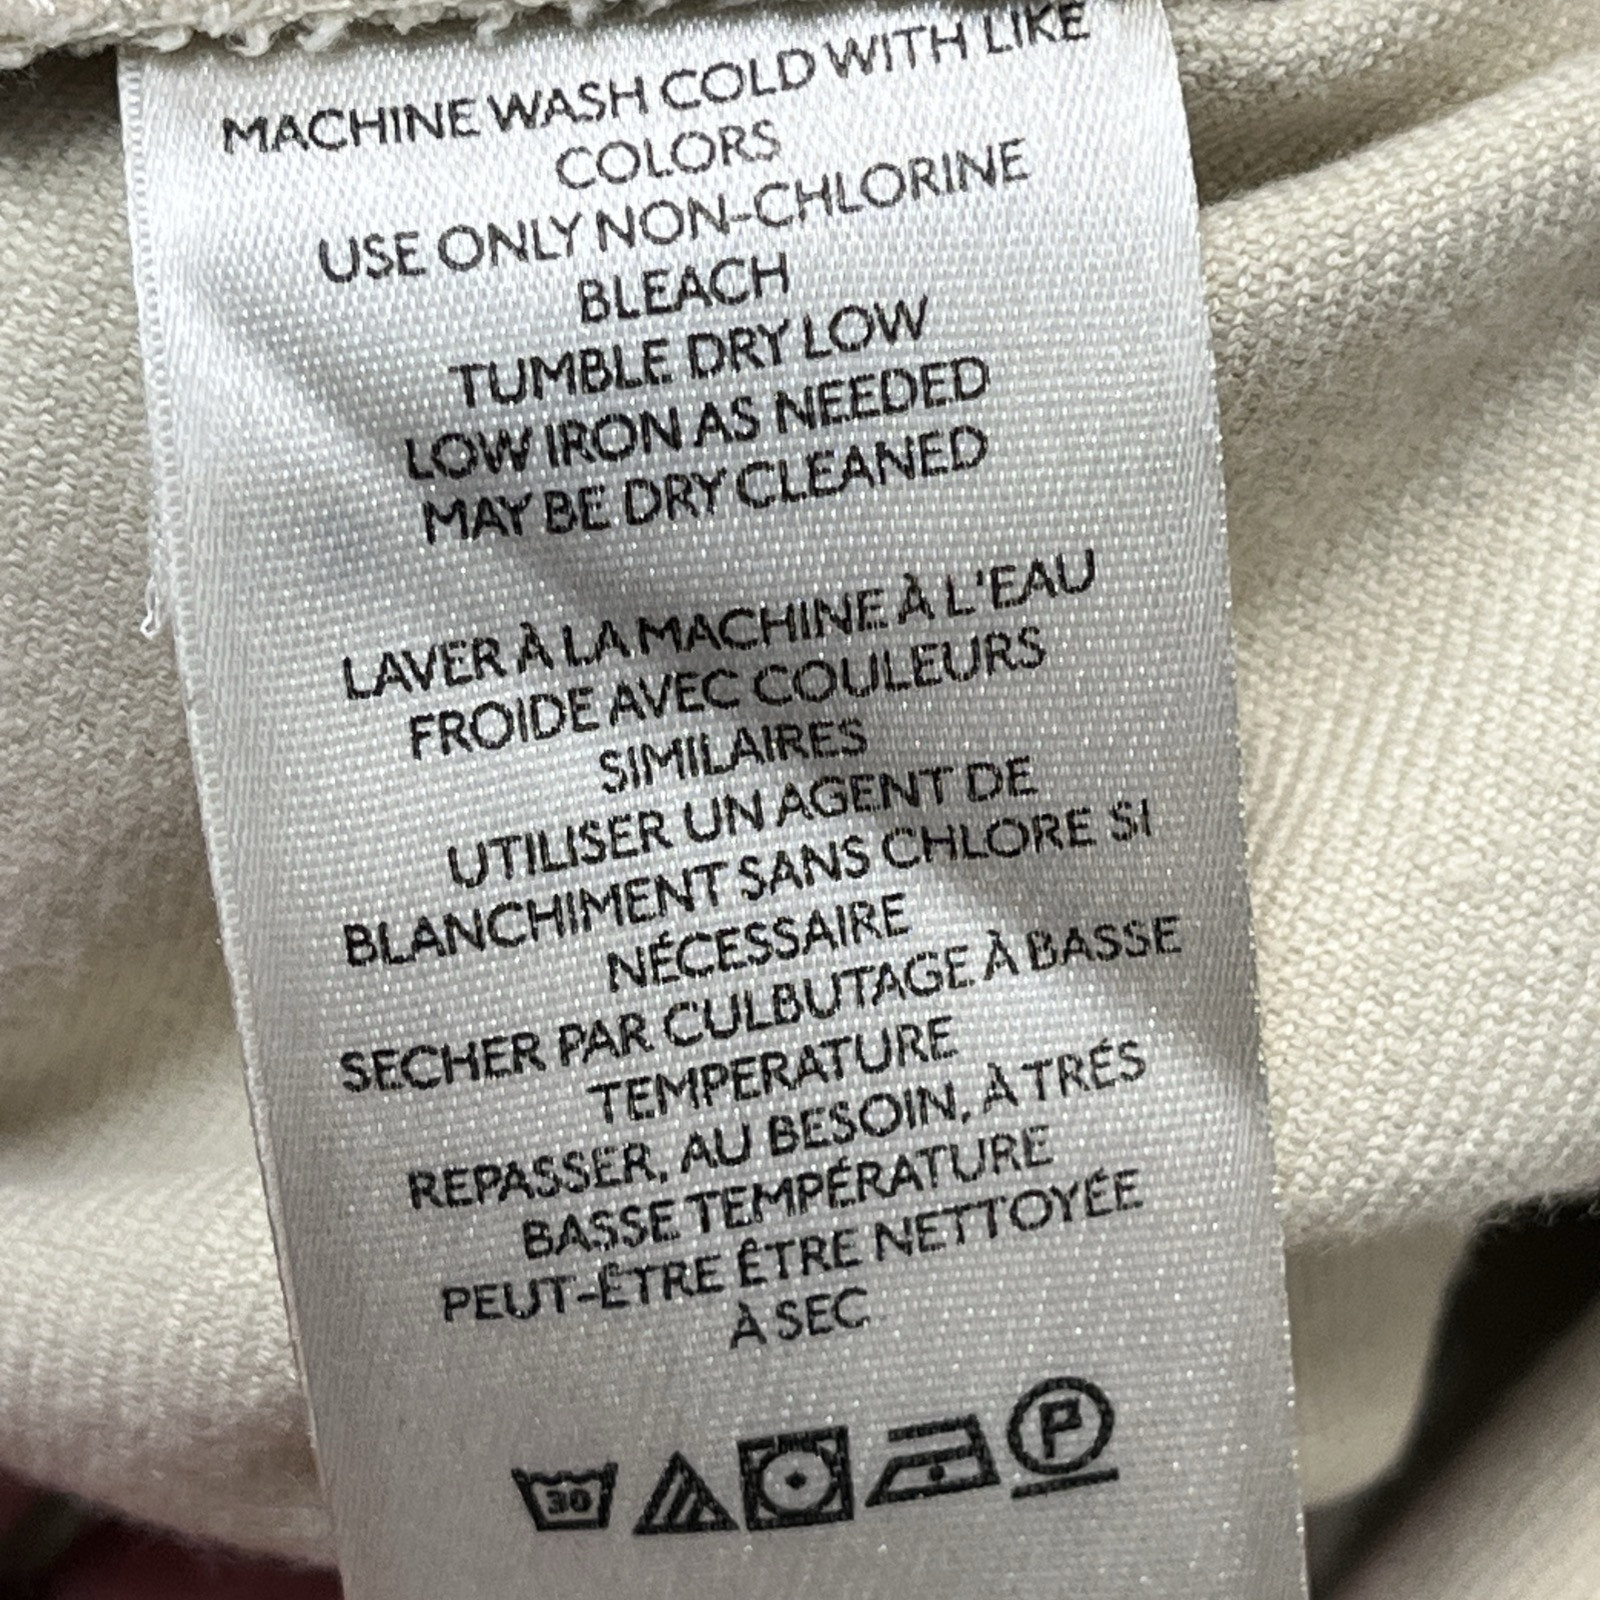 MACHINE WASH COLD WITH LIKE
COLORS
USE ONLY NON-CHLORINE
BLEACH
TUMBLE DRY LOW
LOW IRON AS NEEDED
MAY BE DRY CLEANED
LAVER À LA MACHINE À L'EAU
FROIDE AVEC COULEURS
SIMILAIRES
UTILISER UN AGENT DE
BLANCHIMENT SANS CHLORE SI
NÉCESSAIRE
SECHER PAR CULBUTAGE À BASSE
TEMPERATURE
REPASSER, AU BESOIN, À TRÉS
BASSE TEMPÉRATURE
PEUT-ÊTRE ÊTRE NETTOYÉE
À SEC
30 P